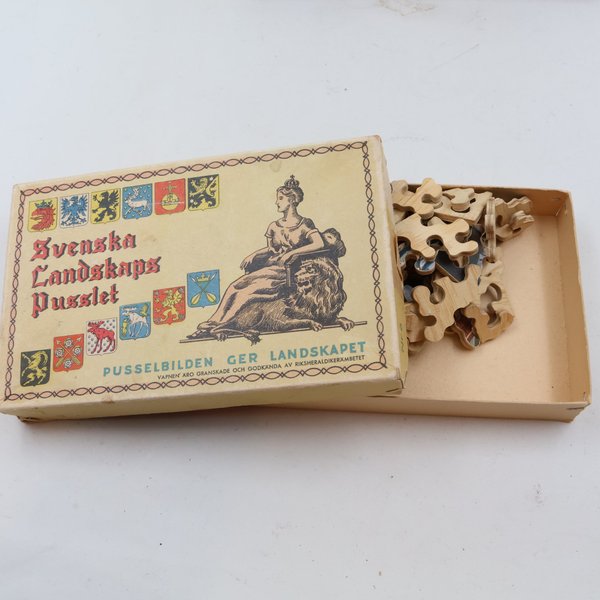 Svenska
Landskaps
Pusslet
PUSSELBILDEN GER LANDSKAPET
VAPNEN ÄRO GRANSKADE OCH GODKÄNDA AV RIKSHERALDIKERÄMBETET